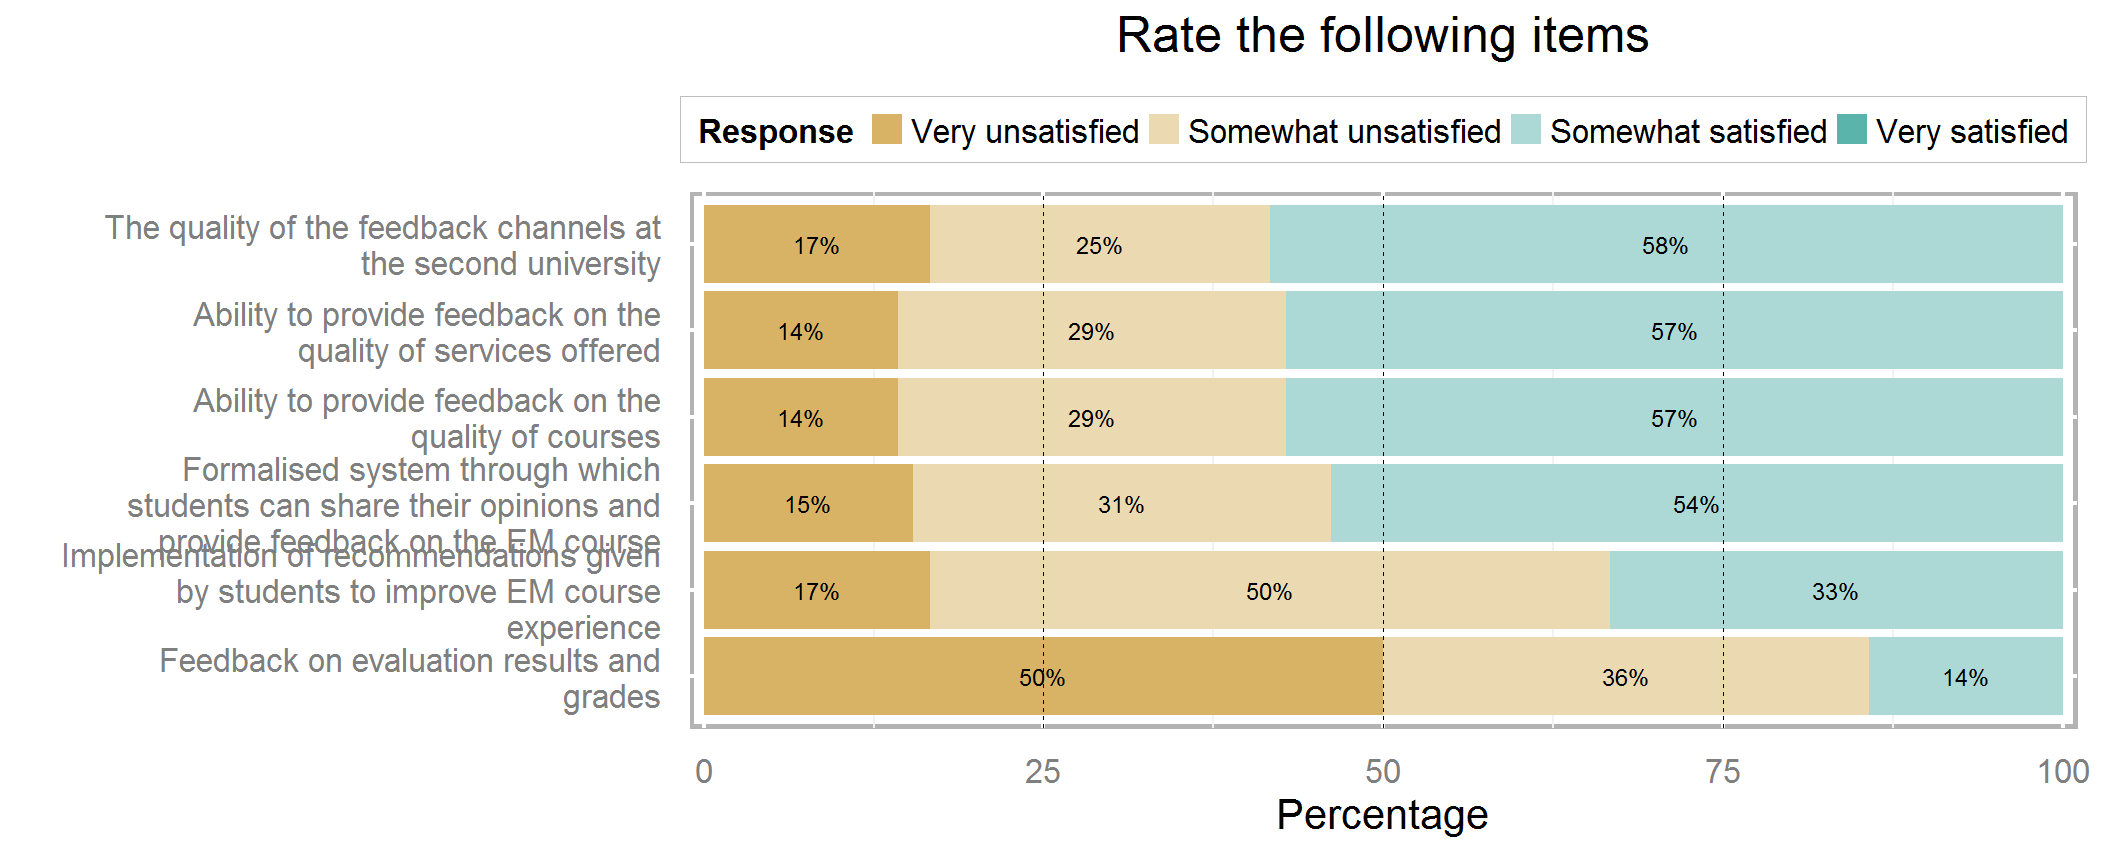 Rate the following items
Response Very unsatisfied Somewhat unsatisfied Somewhat satisfied Very satisfied
The quality of the feedback channels at
the second university
17% 25% 58%
Ability to provide feedback on the
quality of services offered
14% 29% 57%
Ability to provide feedback on the
quality of courses
14% 29% 57%
Formalised system through which
students can share their opinions and
provide feedback on the EM course
15% 31% 54%
Implementation of recommendations given
by students to improve EM course
experience
17% 50% 33%
Feedback on evaluation results and
grades
50% 36% 14%
0 25 50 75 100
Percentage